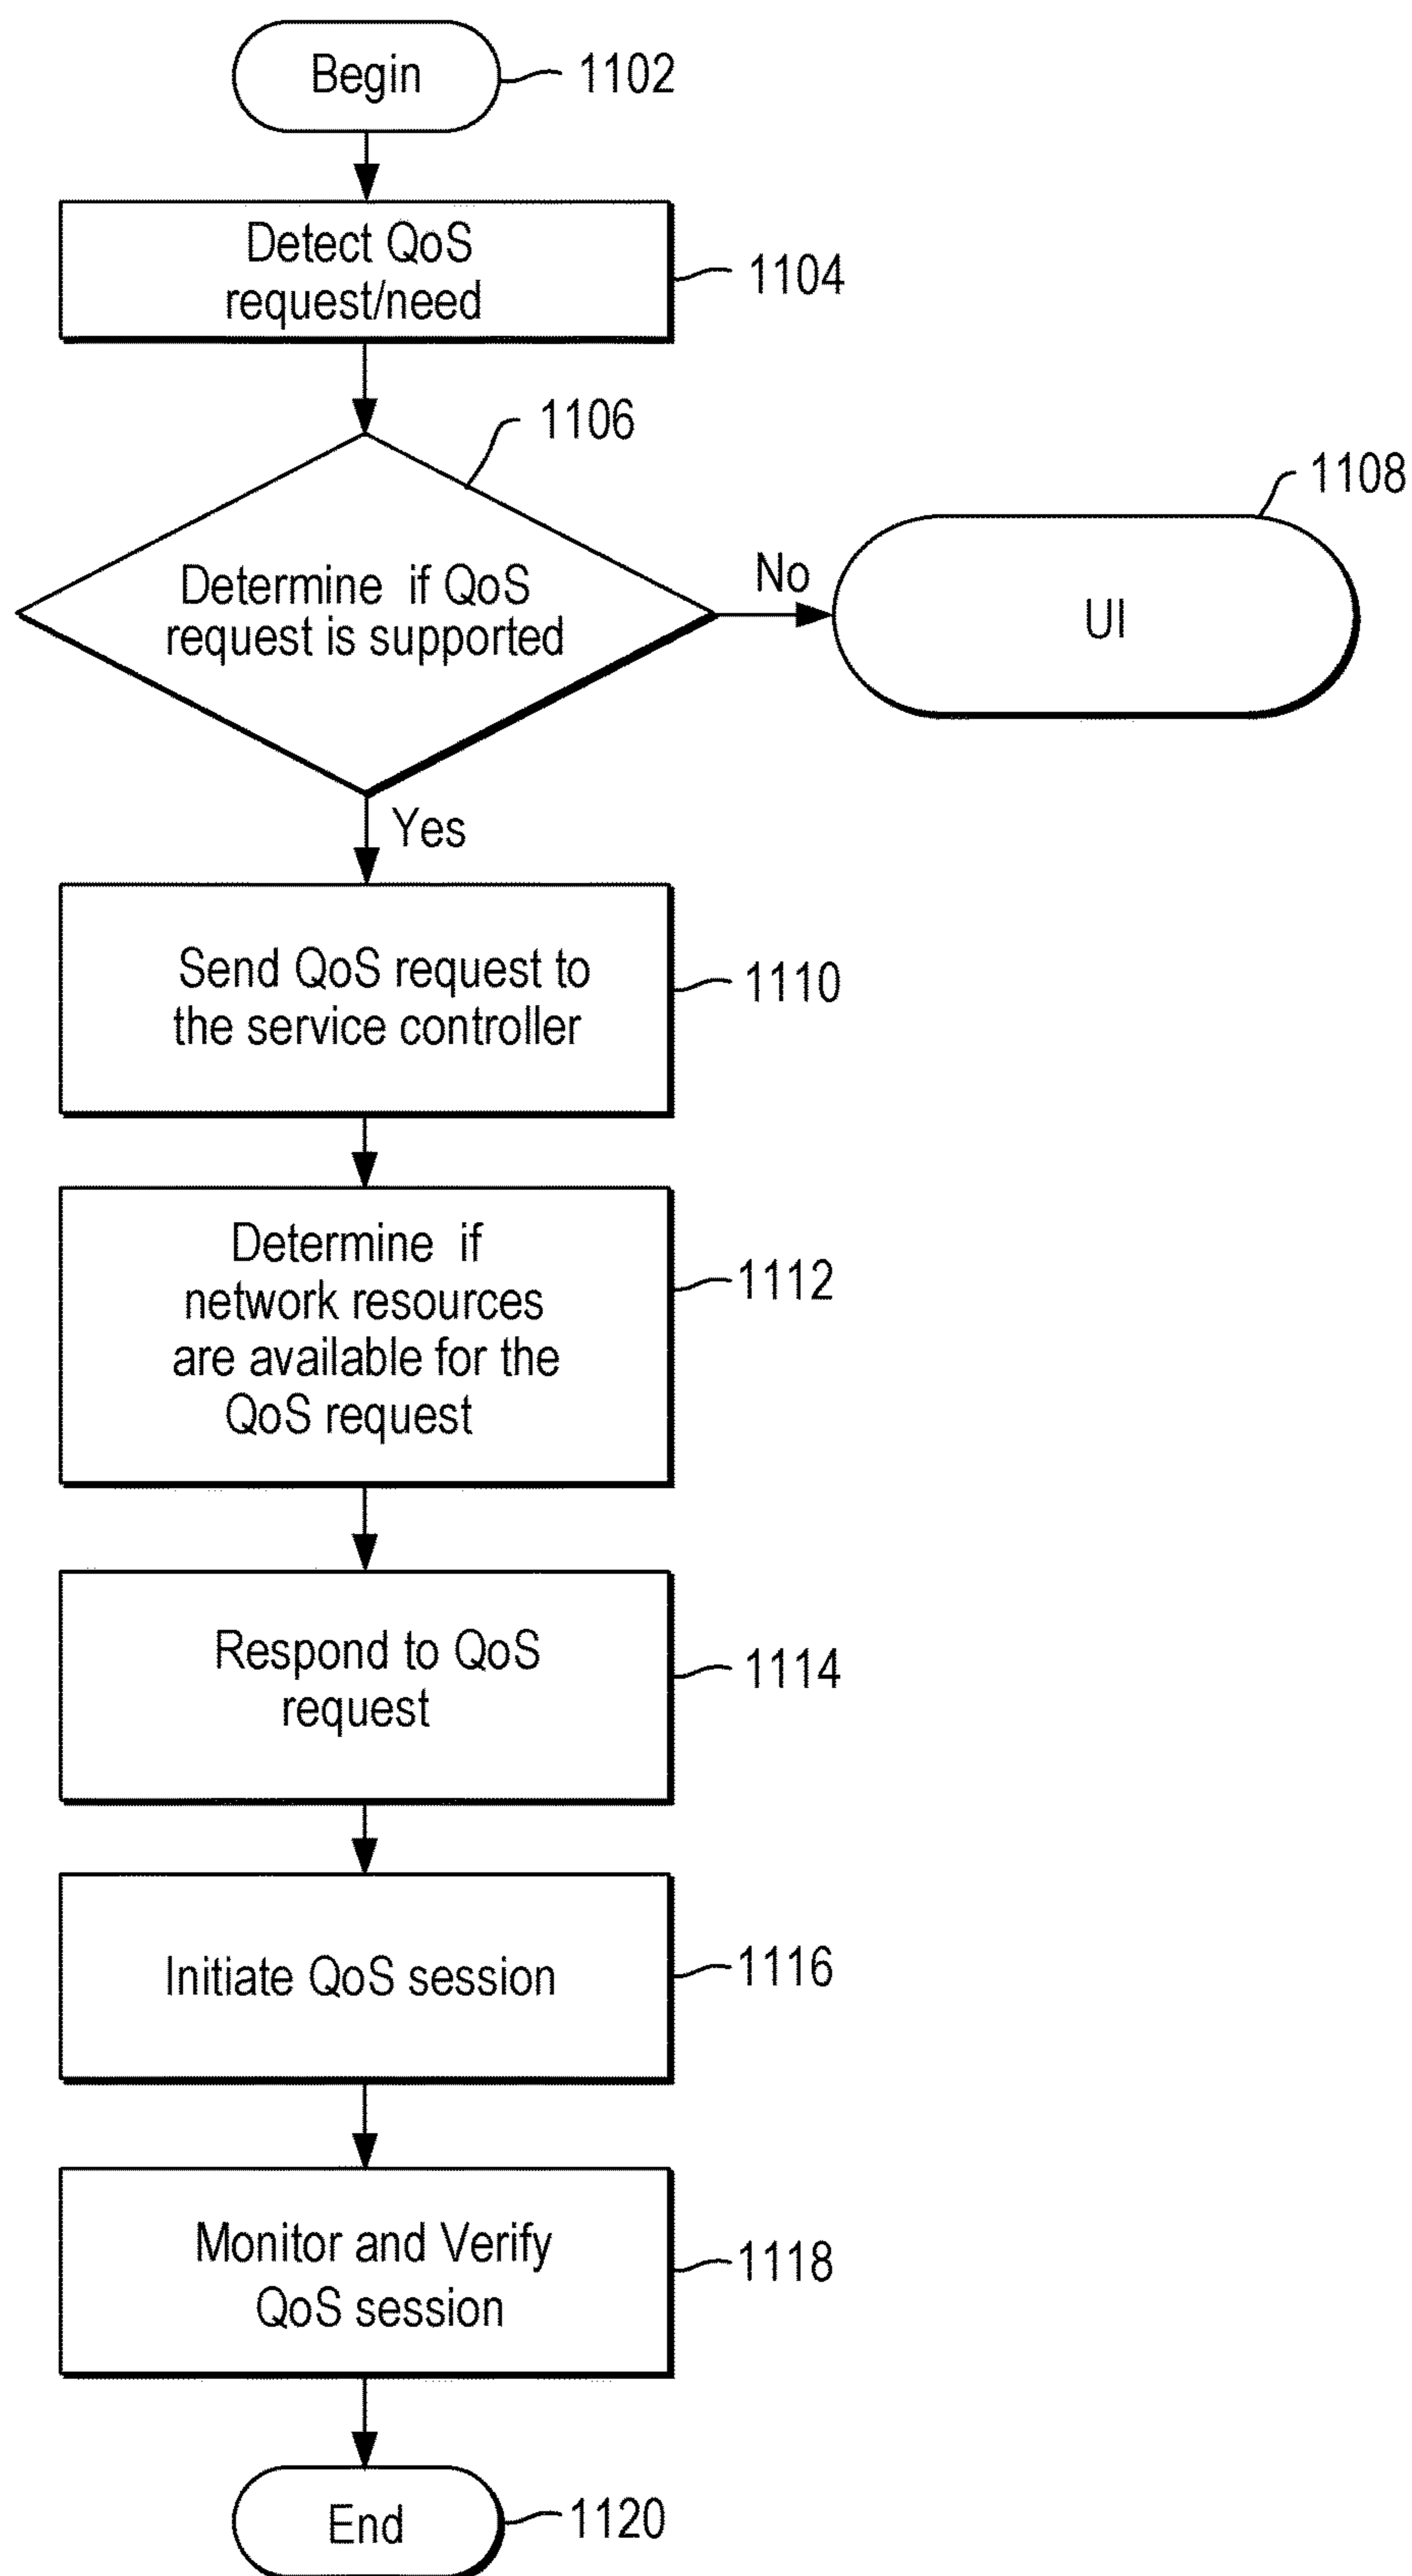 Begin
1102
Detect QoS
request/need
1104
1106
Determine if QoS
request is supported
No
1108
UI
Yes
Send QoS request to
the service controller
1110
Determine if
network resources
are available for the
QoS request
1112
Respond to QoS
request
1114
Initiate QoS session
1116
Monitor and Verify
QoS session
1118
End
1120